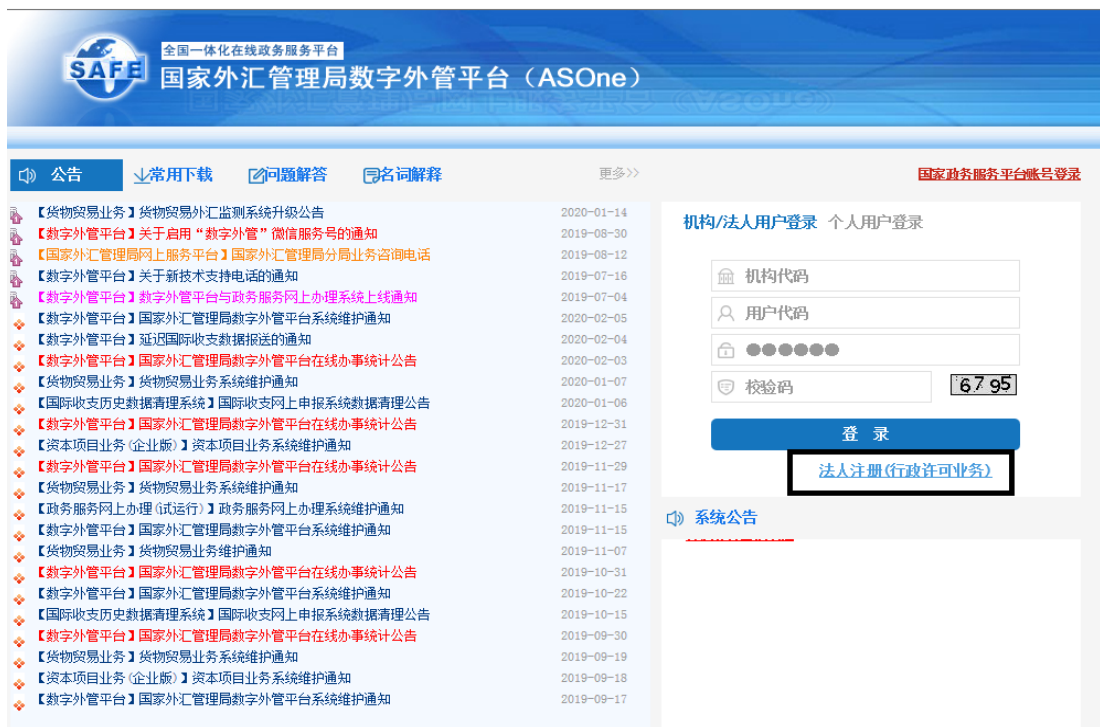 SAFE
全国一体化在线政务服务平台
国家外汇管理局数字外管平台（ASOne）
公告 常用下载 问题解答 名词解释 更多>>
国家政务服务平台账号登录
【货物贸易业务】货物贸易外汇监测系统升级公告 2020-01-14
【数字外管平台】关于启用“数字外管”微信服务号的通知 2019-08-30
【国家外汇管理局网上服务平台】国家外汇管理局分局业务咨询电话 2019-08-12
【数字外管平台】关于新技术支持电话的通知 2019-07-16
【数字外管平台】数字外管平台与政务服务网上办理系统上线通知 2019-07-04
【数字外管平台】国家外汇管理局数字外管平台系统维护通知 2020-02-05
【数字外管平台】延迟国际收支数据报送的通知 2020-02-04
【数字外管平台】国家外汇管理局数字外管平台在线办事统计公告 2020-02-03
【货物贸易业务】货物贸易业务系统维护通知 2020-01-07
【国际收支历史数据清理系统】国际收支网上申报系统数据清理公告 2020-01-06
【数字外管平台】国家外汇管理局数字外管平台在线办事统计公告 2019-12-31
【资本项目业务(企业版)】资本项目业务系统维护通知 2019-12-27
【数字外管平台】国家外汇管理局数字外管平台在线办事统计公告 2019-11-29
【货物贸易业务】货物贸易业务系统维护通知 2019-11-17
【政务服务网上办理(试运行)】政务服务网上办理系统维护通知 2019-11-15
【数字外管平台】国家外汇管理局数字外管平台系统维护通知 2019-11-15
【货物贸易业务】货物贸易业务维护通知 2019-11-07
【数字外管平台】国家外汇管理局数字外管平台在线办事统计公告 2019-10-31
【数字外管平台】国家外汇管理局数字外管平台系统维护通知 2019-10-22
【国际收支历史数据清理系统】国际收支网上申报系统数据清理公告 2019-10-15
【数字外管平台】国家外汇管理局数字外管平台在线办事统计公告 2019-09-30
【货物贸易业务】货物贸易业务系统维护通知 2019-09-19
【资本项目业务(企业版)】资本项目业务系统维护通知 2019-09-18
【数字外管平台】国家外汇管理局数字外管平台系统维护通知 2019-09-17
机构/法人用户登录 个人用户登录
机构代码
用户代码
校验码 6795
登 录
法人注册(行政许可业务)
系统公告